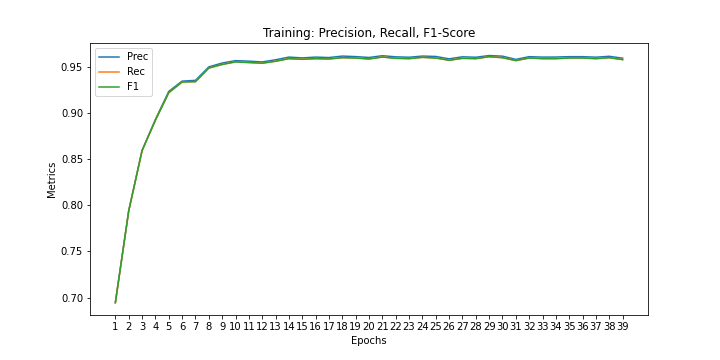 Training: Precision, Recall, F1-Score
Prec
Rec
F1
0.95
0.90
0.85
0.80
0.75
0.70
Metrics
1 2 3 4 5 6 7 8 9 10 11 12 13 14 15 16 17 18 19 20 21 22 23 24 25 26 27 28 29 30 31 32 33 34 35 36 37 38 39
Epochs